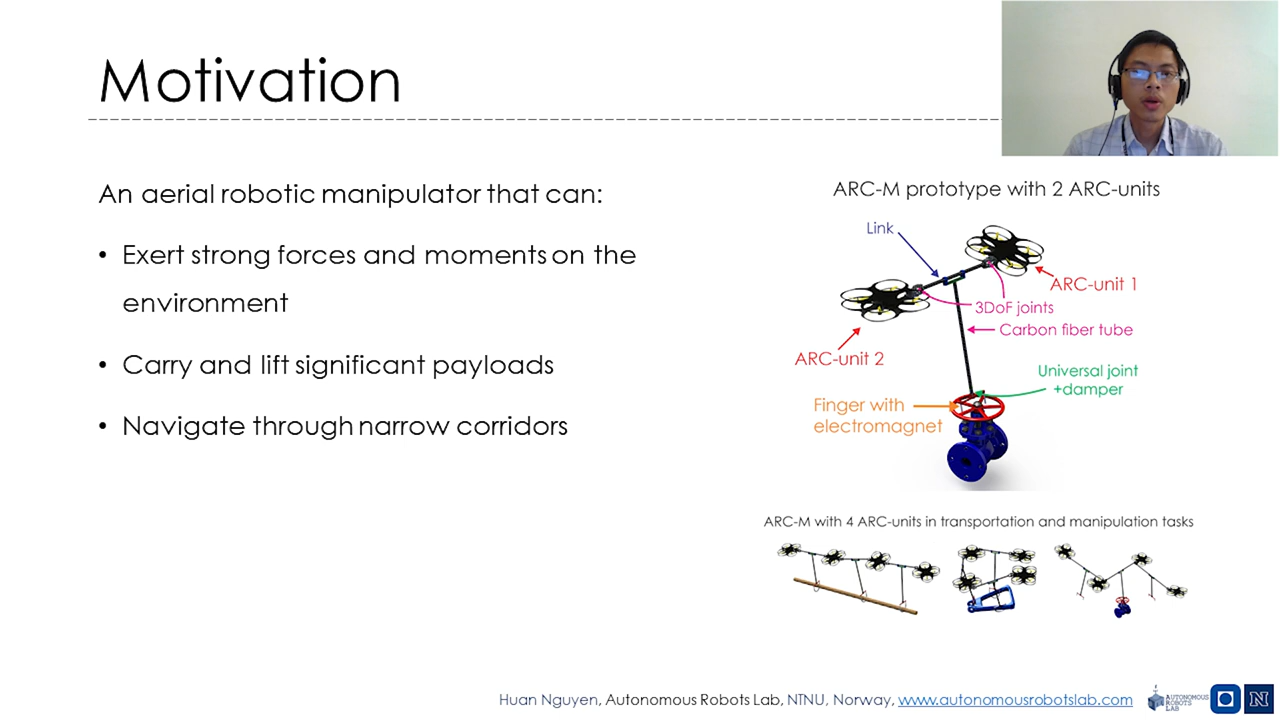 Motivation
An aerial robotic manipulator that can:
• Exert strong forces and moments on the
environment
• Carry and lift significant payloads
• Navigate through narrow corridors
ARC-M prototype with 2 ARC-units
Link
ARC-unit 1
3DoF joints
Carbon fiber tube
ARC-unit 2
Universal joint
+damper
Finger with
electromagnet
ARC-M with 4 ARC-units in transportation and manipulation tasks
Huan Nguyen, Autonomous Robots Lab, NTNU, Norway, www.autonomousrobotslab.com
AUTONOMOUS
ROBOTS
LAB
N